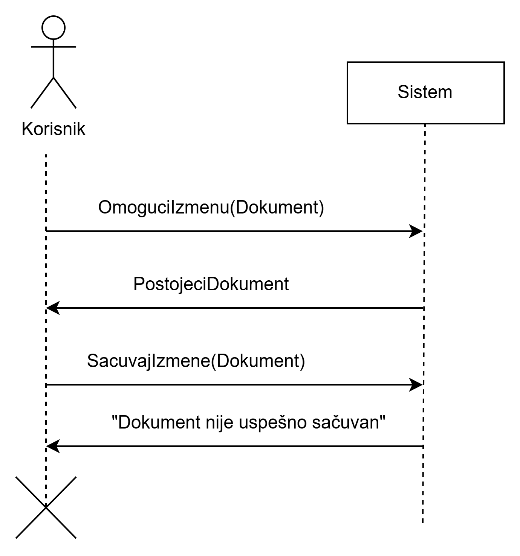 Korisnik
Sistem
OmoguciIzmenu(Dokument)
PostojeciDokument
SacuvajIzmene(Dokument)
"Dokument nije uspešno sačuvan"